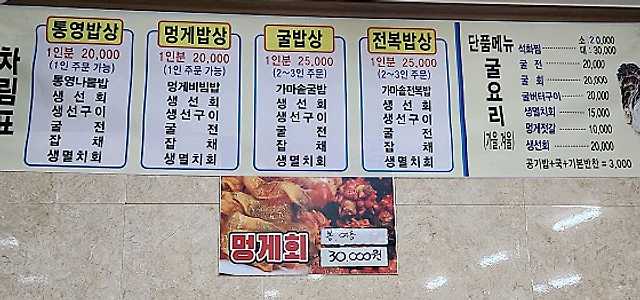 차림표
통영밥상
1인분 20,000
(1인 주문 가능)
통영나물밥
생선회
생선구이
굴전
잡채
생멸치회
멍게밥상
1인분 20,000
(1인 주문 가능)
멍게비빔밥
생선회
생선구이
굴전
잡채
생멸치회
굴밥상
1인분 25,000
(2~3인 주문)
가마솥굴밥
생선회
생선구이
굴전
잡채
생멸치회
전복밥상
1인분 25,000
(2~3인 주문)
가마솥전복밥
생선회
생선구이
굴전
잡채
생멸치회
단품메뉴
굴요리
(가을, 겨울)
석화찜 소 : 20,000
대 : 30,000
굴 전 20,000
굴 회 20,000
굴버터구이 20,000
생멸치회 15,000
멍게젓갈 10,000
생선회 20,000
공기밥+국+기본반찬 = 3,000
멍게회
봄 여름
30,000원